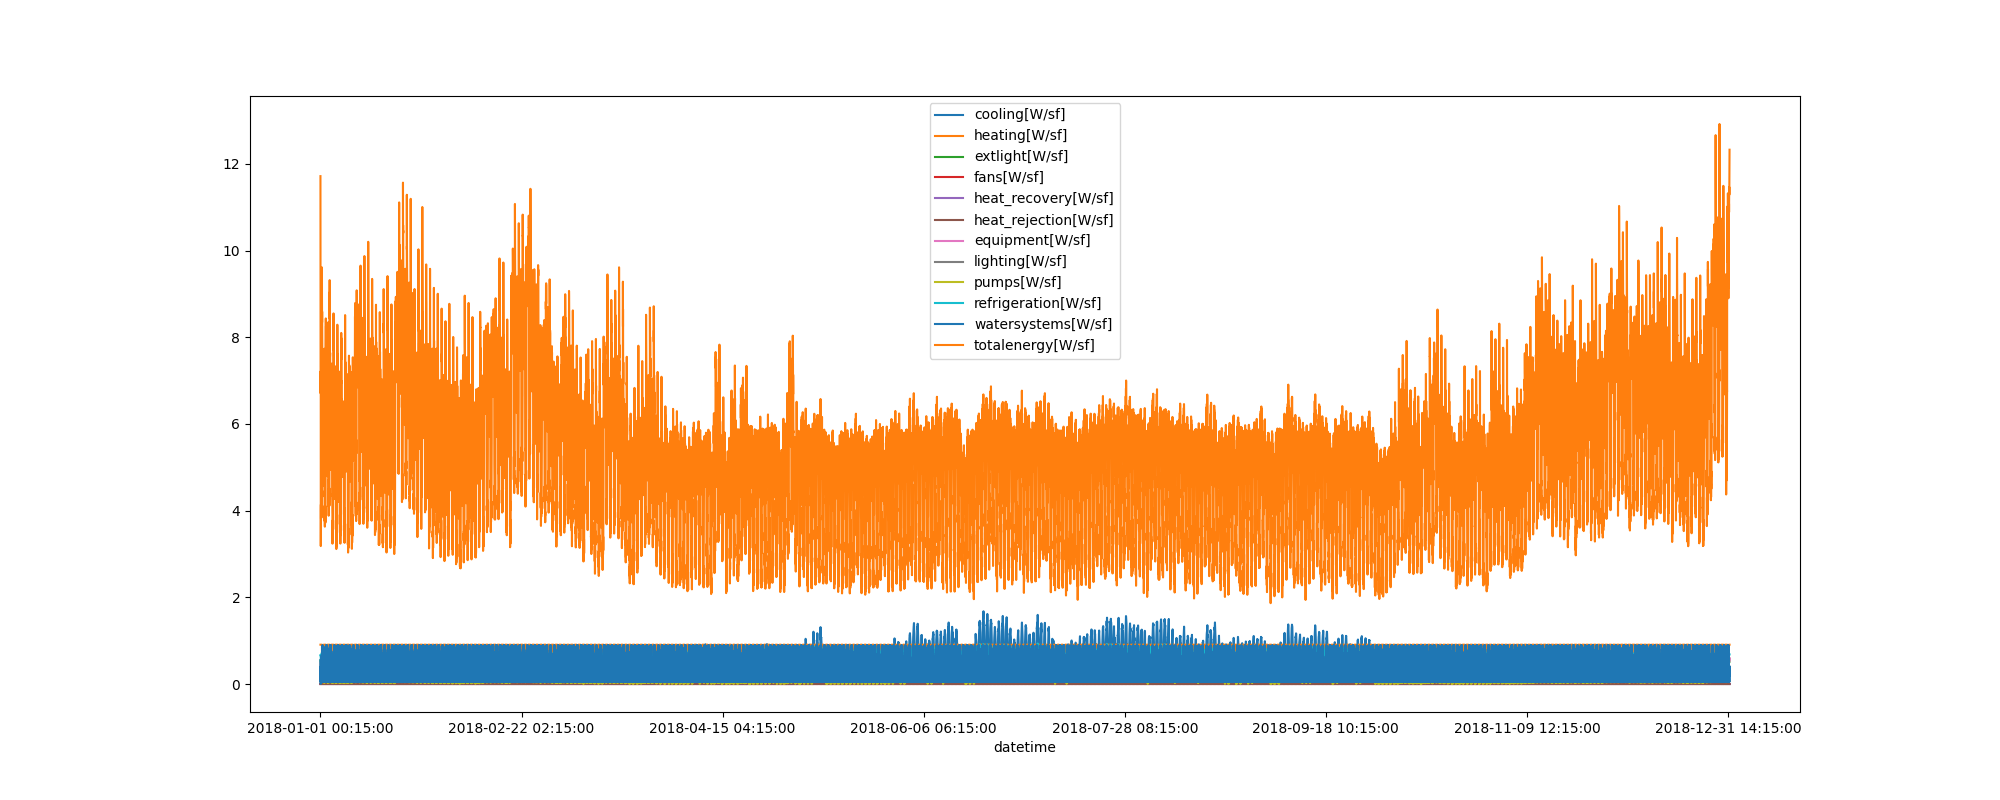 cooling[W/sf]
heating[W/sf]
extlight[W/sf]
fans[W/sf]
heat_recovery[W/sf]
heat_rejection[W/sf]
equipment[W/sf]
lighting[W/sf]
pumps[W/sf]
refrigeration[W/sf]
watersystems[W/sf]
totalenergy[W/sf]
12
10
8
6
4
2
0
2018-01-01 00:15:00 2018-02-22 02:15:00 2018-04-15 04:15:00 2018-06-06 06:15:00 2018-07-28 08:15:00 2018-09-18 10:15:00 2018-11-09 12:15:00 2018-12-31 14:15:00
datetime